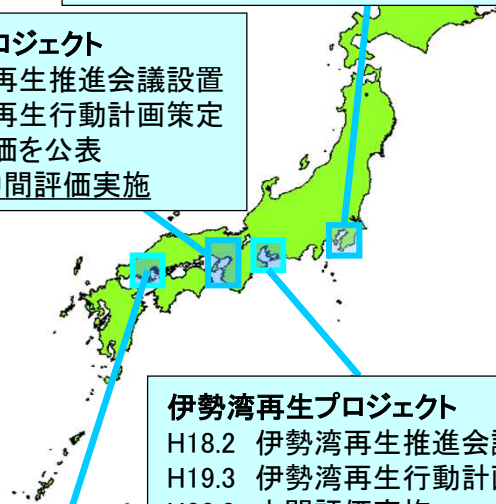 ロジェクト
再生推進会議設置
再生行動計画策定
価を公表
間評価実施
伊勢湾再生プロジェクト
H18.2 伊勢湾再生推進会
H19.3 伊勢湾再生行動計